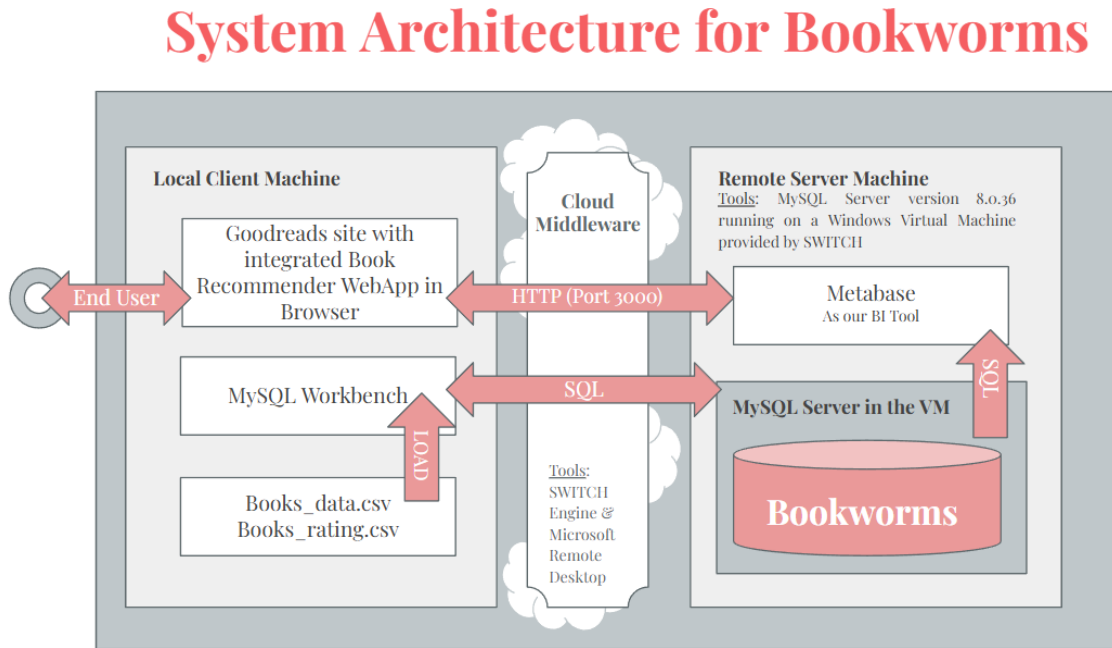 System Architecture for Bookworms
Local Client Machine
Goodreads site with
integrated Book
Recommender WebApp in
Browser
End User
MySQL Workbench
LOAD
Books_data.csv
Books_rating.csv
Cloud
Middleware
HTTP (Port 3000)
SQL
Tools:
SWITCH
Engine &
Microsoft
Remote
Desktop
Remote Server Machine
Tools: MySQL Server version 8.0.36
running on a Windows Virtual Machine
provided by SWITCH
Metabase
As our BI Tool
SQL
MySQL Server in the VM
Bookworms